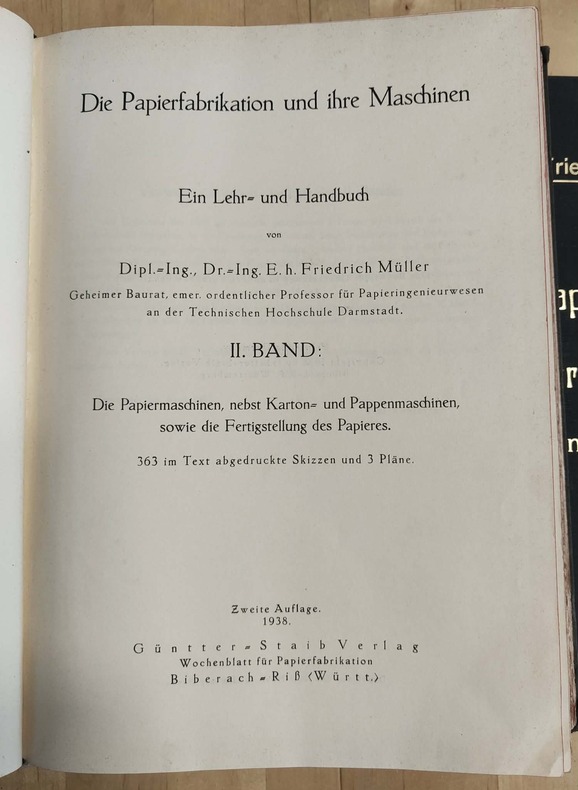 Die Papierfabrikation und ihre Maschinen
Ein Lehr= und Handbuch
von
Dipl.=Ing., Dr.=Ing. E. h. Friedrich Müller
Geheimer Baurat, emer. ordentlicher Professor für Papieringenieurwesen
an der Technischen Hochschule Darmstadt.
II. BAND:
Die Papiermaschinen, nebst Karton= und Pappenmaschinen,
sowie die Fertigstellung des Papieres.
363 im Text abgedruckte Skizzen und 3 Pläne.
Zweite Auflage.
1938.
Güntter=Staib Verlag
Wochenblatt für Papierfabrikation
Biberach=Riß (Württ.)